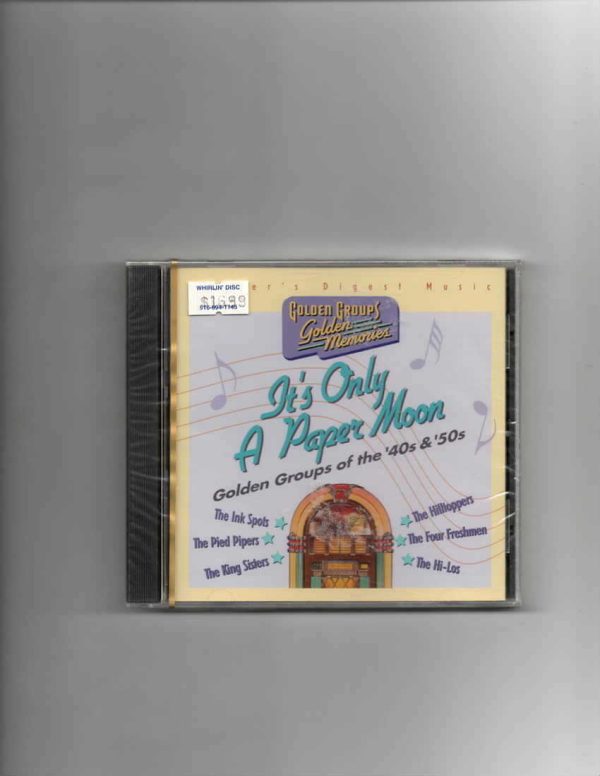 WHIRLIN' DISC
er's Digest Music
GOLDEN GROUPS
Golden
Memories
It's Only
A Paper Moon
Golden Groups of the '40s & '50s
The Ink Spots
The Pied Pipers
The King Sisters
The Hilltoppers
The Four Freshmen
The Hi-Los